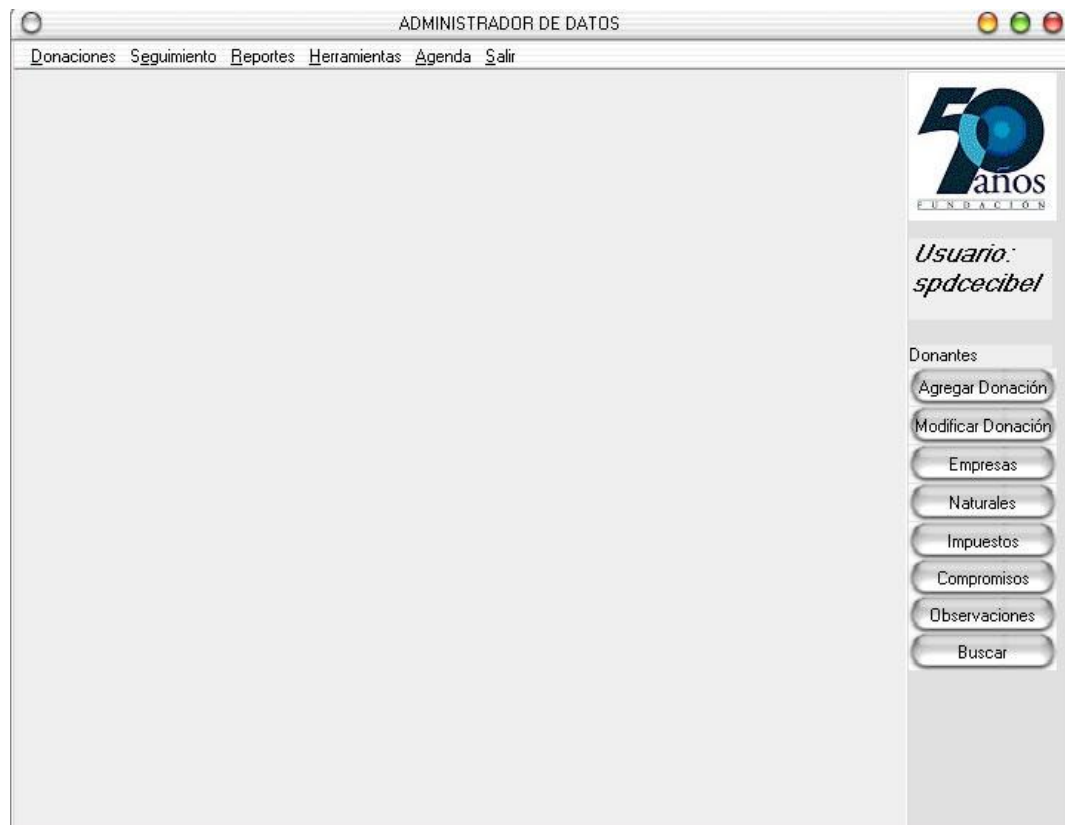 ADMINISTRADOR DE DATOS
Donaciones Seguimiento Reportes Herramientas Agenda Salir
50
años
FUNDACION
Usuario:
spdcecibel
Donantes
Agregar Donación
Modificar Donación
Empresas
Naturales
Impuestos
Compromisos
Observaciones
Buscar